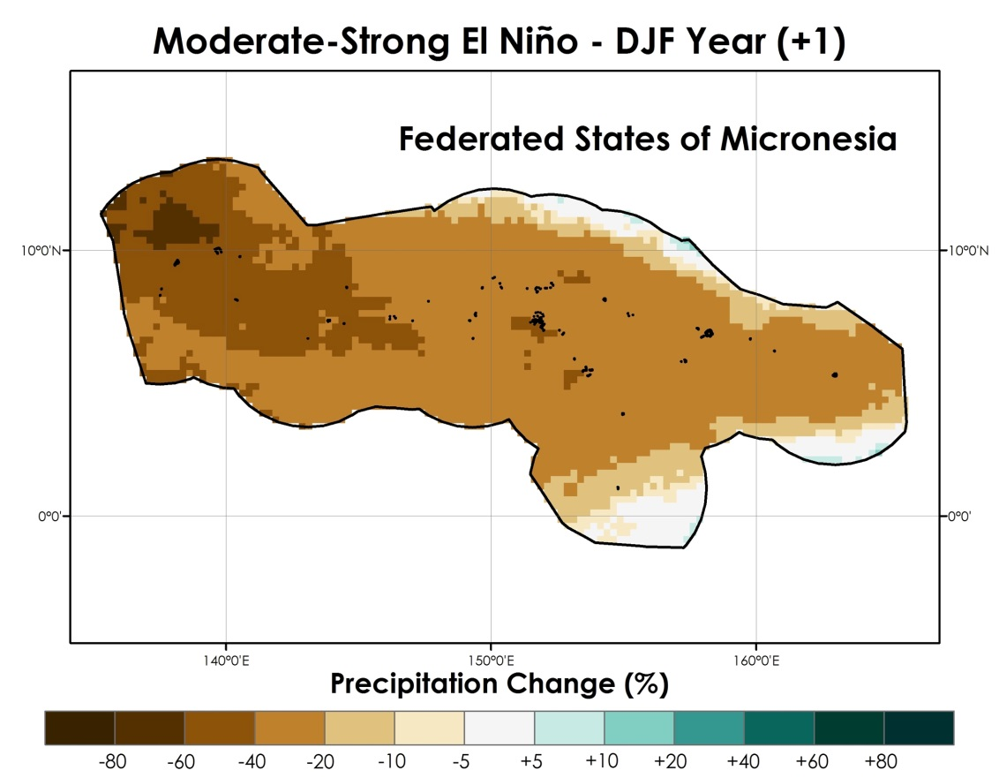 Moderate-Strong El Niño - DJF Year (+1)
Federated States of Micronesia
10°0'N
10°0'N
0°0'
0°0'
140°0'E
150°0'E
160°0'E
Precipitation Change (%)
-80
-60
-40
-20
-10
-5
+5
+10
+20
+40
+60
+80